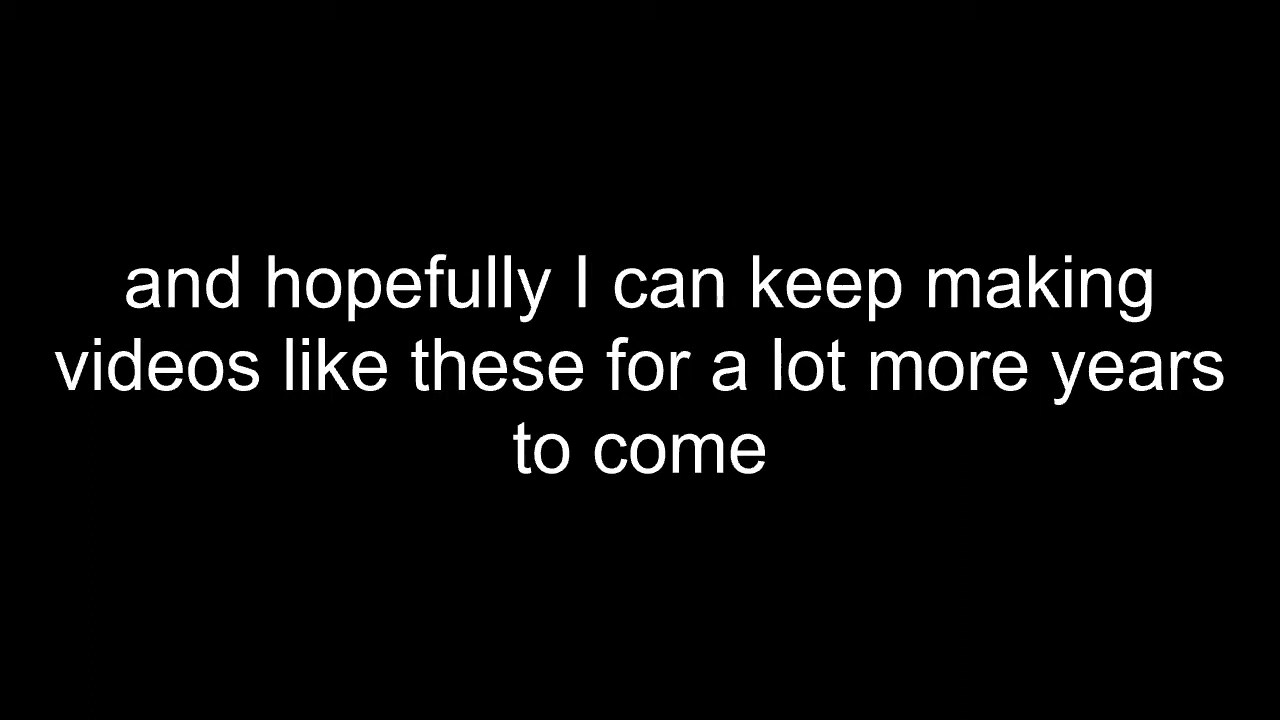 and hopefully I can keep making
videos like these for a lot more years
to come